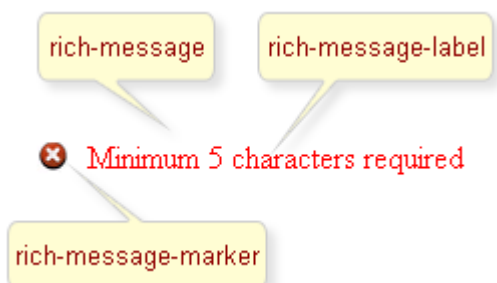 rich-message
rich-message-label
Minimum 5 characters required
rich-message-marker